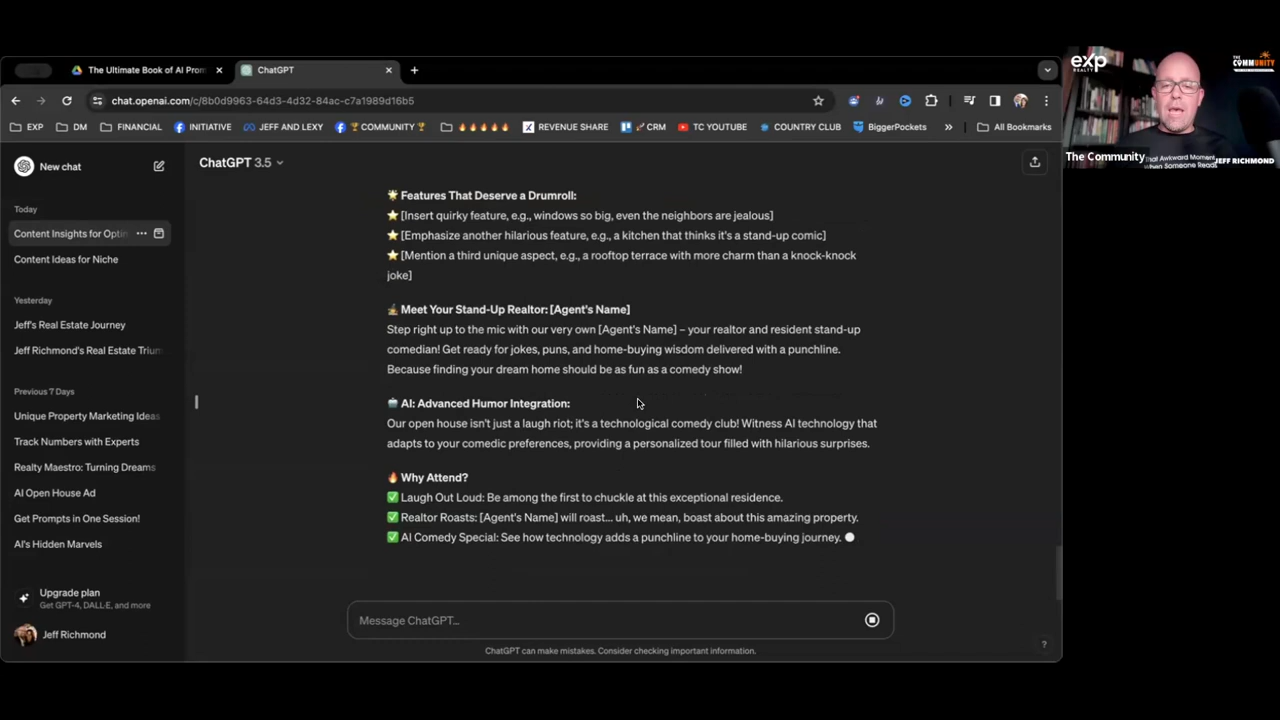 The Ultimate Book of AI Prom
ChatGPT
chat.openai.com/c/8b0d9963-64d3-4d32-84ac-c7a1989d16b5
EXP DM FINANCIAL INITIATIVE JEFF AND LEXY 🏆COMMUNITY🏆 🔥🔥🔥🔥🔥 REVENUE SHARE CRM TC YOUTUBE COUNTRY CLUB BiggerPockets » All Bookmarks
New chat
Today
Content Insights for Optin
Content Ideas for Niche
Yesterday
Jeff's Real Estate Journey
Jeff Richmond's Real Estate Trium
Previous 7 Days
Unique Property Marketing Ideas
Track Numbers with Experts
Realty Maestro: Turning Dreams
AI Open House Ad
Get Prompts in One Session!
AI's Hidden Marvels
Upgrade plan
Get GPT-4, DALL·E, and more
Jeff Richmond
ChatGPT 3.5
🌟 Features That Deserve a Drumroll:
⭐ [Insert quirky feature, e.g., windows so big, even the neighbors are jealous]
⭐ [Emphasize another hilarious feature, e.g., a kitchen that thinks it's a stand-up comic]
⭐ [Mention a third unique aspect, e.g., a rooftop terrace with more charm than a knock-knock
joke]
Meet Your Stand-Up Realtor: [Agent's Name]
Step right up to the mic with our very own [Agent's Name] – your realtor and resident stand-up
comedian! Get ready for jokes, puns, and home-buying wisdom delivered with a punchline.
Because finding your dream home should be as fun as a comedy show!
🤖 AI: Advanced Humor Integration:
Our open house isn't just a laugh riot; it's a technological comedy club! Witness AI technology that
adapts to your comedic preferences, providing a personalized tour filled with hilarious surprises.
🔥 Why Attend?
✅ Laugh Out Loud: Be among the first to chuckle at this exceptional residence.
✅ Realtor Roasts: [Agent's Name] will roast... uh, we mean, boast about this amazing property.
✅ AI Comedy Special: See how technology adds a punchline to your home-buying journey.
Message ChatGPT...
ChatGPT can make mistakes. Consider checking important information.
?
exp
REALTY
THE
COMMUNITY
The Community
That Awkward Moment
When Someone Reads
JEFF RICHMOND